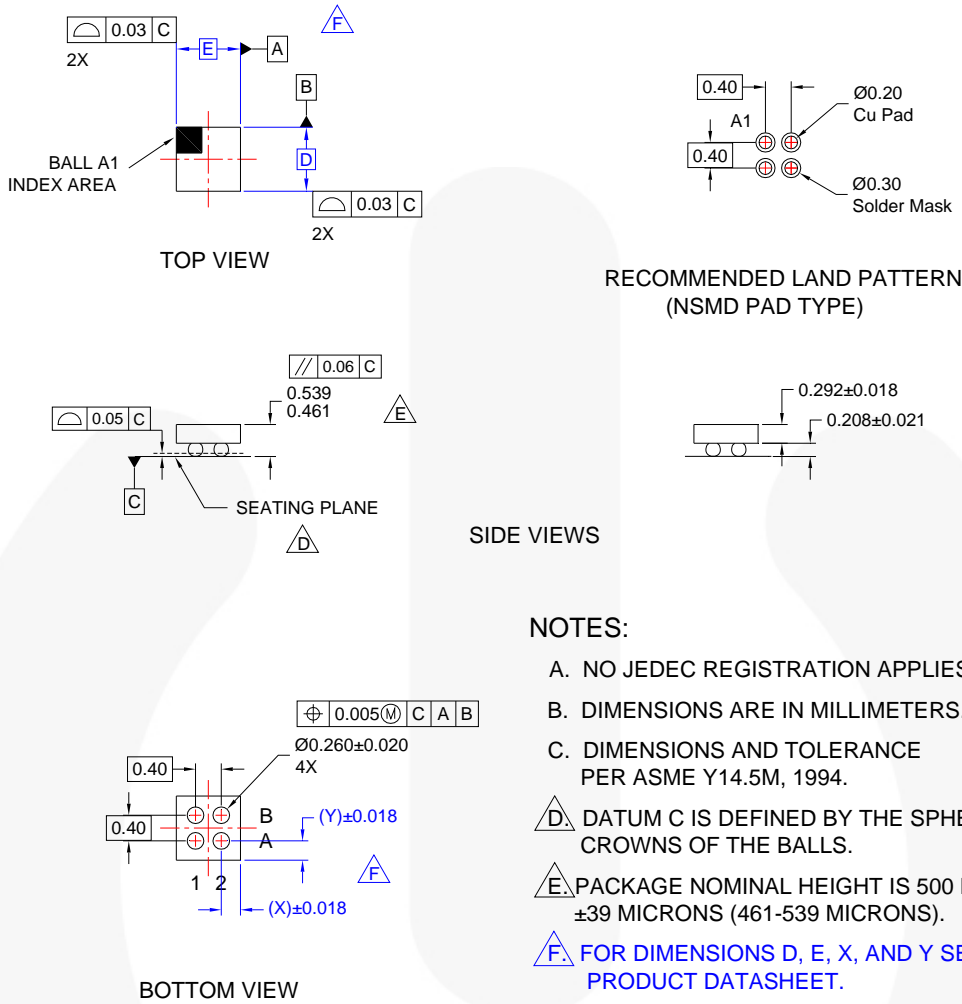 0.03 C
2X
F
E
A
B
BALL A1
INDEX AREA
D
0.03 C
2X
TOP VIEW
0.40
Ø0.20
Cu Pad
A1
0.40
Ø0.30
Solder Mask
RECOMMENDED LAND PATTERN
(NSMD PAD TYPE)
// 0.06 C
0.539
0.461
E
0.05 C
C
SEATING PLANE
D
0.292±0.018
0.208±0.021
SIDE VIEWS
NOTES:
A. NO JEDEC REGISTRATION APPLIES
B. DIMENSIONS ARE IN MILLIMETERS.
C. DIMENSIONS AND TOLERANCE
PER ASME Y14.5M, 1994.
D. DATUM C IS DEFINED BY THE
CROWNS OF THE BALLS.
E. PACKAGE NOMINAL HEIGHT IS 500
±39 MICRONS (461-539 MICRONS).
F. FOR DIMENSIONS D, E, X, AND Y
PRODUCT DATASHEET.
⌖ 0.005Ⓜ C A B
Ø0.260±0.020
4X
0.40
0.40
B
A
1 2
(Y)±0.018
F
(X)±0.018
BOTTOM VIEW